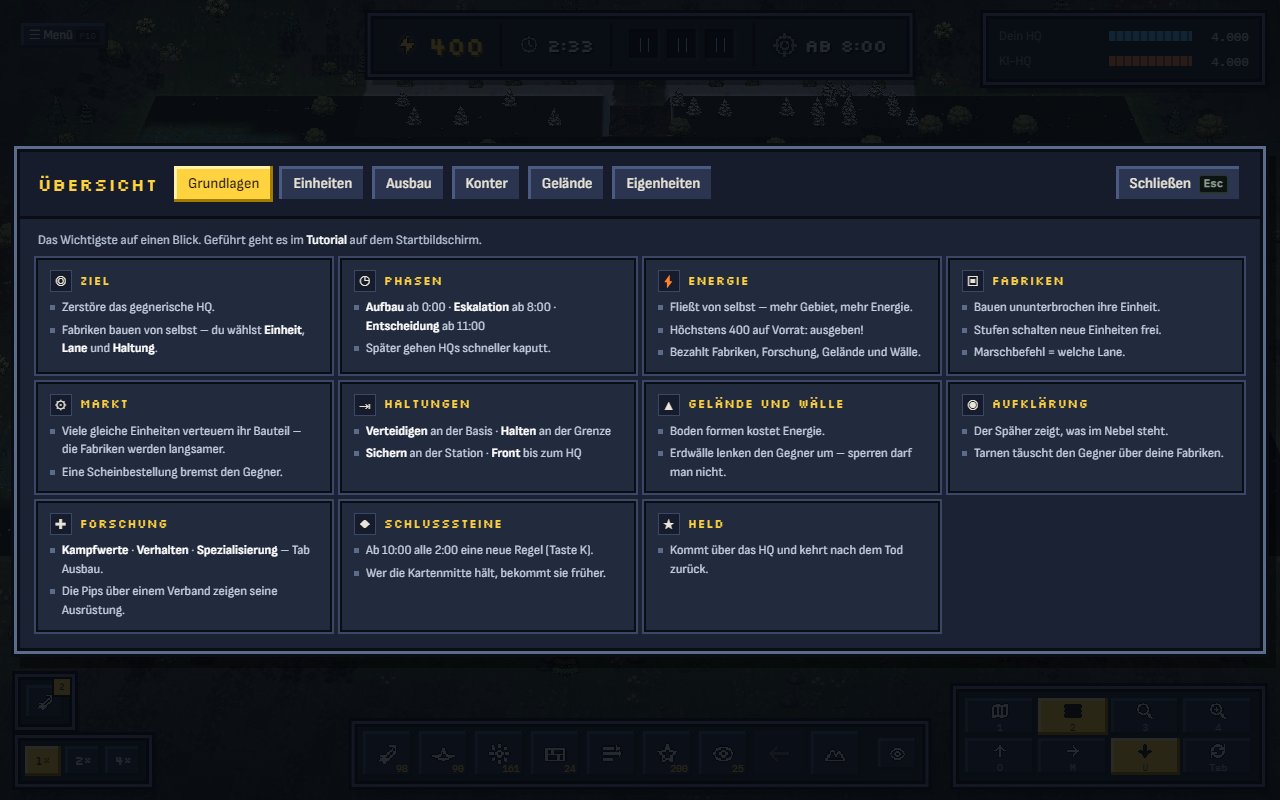 ☰ Menü F10
400
2:33
AB 8:00
Dein HQ 4.000
KI-HQ 4.000
ÜBERSICHT
Grundlagen
Einheiten
Ausbau
Konter
Gelände
Eigenheiten
Schließen Esc
Das Wichtigste auf einen Blick. Geführt geht es im Tutorial auf dem Startbildschirm.
ZIEL
Zerstöre das gegnerische HQ.
Fabriken bauen von selbst – du wählst Einheit,
Lane und Haltung.
PHASEN
Aufbau ab 0:00 · Eskalation ab 8:00 ·
Entscheidung ab 11:00
Später gehen HQs schneller kaputt.
ENERGIE
Fließt von selbst – mehr Gebiet, mehr Energie.
Höchstens 400 auf Vorrat: ausgeben!
Bezahlt Fabriken, Forschung, Gelände und Wälle.
FABRIKEN
Bauen ununterbrochen ihre Einheit.
Stufen schalten neue Einheiten frei.
Marschbefehl = welche Lane.
MARKT
Viele gleiche Einheiten verteuern ihr Bauteil –
die Fabriken werden langsamer.
Eine Scheinbestellung bremst den Gegner.
HALTUNGEN
Verteidigen an der Basis · Halten an der Grenze
Sichern an der Station · Front bis zum HQ
GELÄNDE UND WÄLLE
Boden formen kostet Energie.
Erdwälle lenken den Gegner um – sperren darf
man nicht.
AUFKLÄRUNG
Der Späher zeigt, was im Nebel steht.
Tarnen täuscht den Gegner über deine Fabriken.
FORSCHUNG
Kampfwerte · Verhalten · Spezialisierung – Tab
Ausbau.
Die Pips über einem Verband zeigen seine
Ausrüstung.
SCHLUSSSTEINE
Ab 10:00 alle 2:00 eine neue Regel (Taste K).
Wer die Kartenmitte hält, bekommt sie früher.
HELD
Kommt über das HQ und kehrt nach dem Tod
zurück.
2
1× 2× 4×
98 90 161 24 200 25
1 2 3 4
O M U Tab